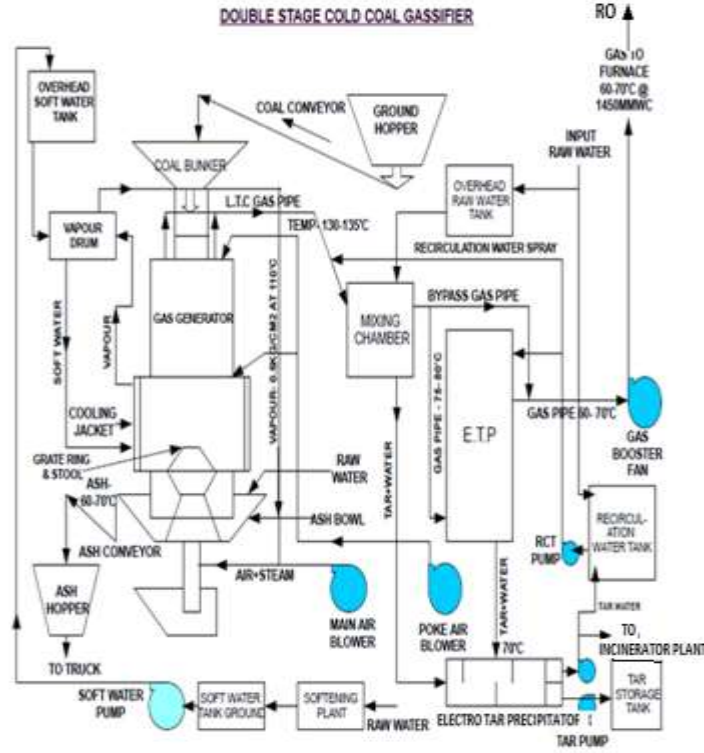 DOUBLE STAGE COLD COAL GASSIFIER
RO
GAS TO
FURNACE
60-70°C @
1450MMWC
OVERHEAD
SOFT WATER
TANK
COAL CONVEYOR
GROUND
HOPPER
INPUT
RAW WATER
COAL BUNKER
OVERHEAD
RAW WATER
TANK
L.T.C GAS PIPE
VAPOUR
DRUM
TEMP- 130-135°C
RECIRCULATION WATER SPRAY
GAS GENERATOR
MIXING
CHAMBER
BYPASS GAS PIPE
SOFT WATER
VAPOUR
VAPOUR- 0.5KG/CM2 AT 110°C
GAS PIPE - 75- 80°C
E.T.P
COOLING
JACKET
GAS PIPE 60- 70°C
GAS
BOOSTER
FAN
GRATE RING
& STOOL
ASH-
60-70°C
RAW
WATER
TAR+WATER
ASH BOWL
RECIRCUL-
ATION
WATER TANK
RCT
PUMP
ASH CONVEYOR
AIR+STEAM
ASH
HOPPER
MAIN AIR
BLOWER
POKE AIR
BLOWER
TAR+WATER
TAR WATER
TO
INCINERATOR PLANT
70°C
TO TRUCK
SOFT WATER
PUMP
SOFT WATER
TANK GROUND
SOFTENING
PLANT
RAW WATER
ELECTRO TAR PRECIPITATOF
TAR
STORAGE
TANK
TAR PUMP